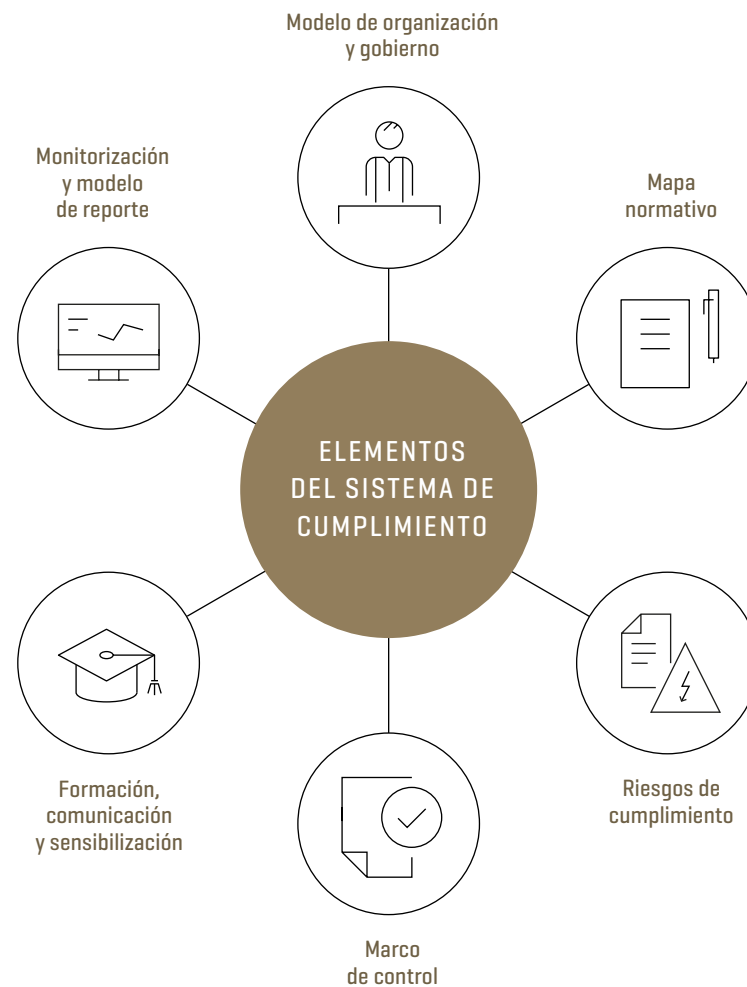 Modelo de organización
y gobierno
Monitorización
y modelo
de reporte
Mapa
normativo
ELEMENTOS
DEL SISTEMA DE
CUMPLIMIENTO
Formación,
comunicación
y sensibilización
Riesgos de
cumplimiento
Marco
de control